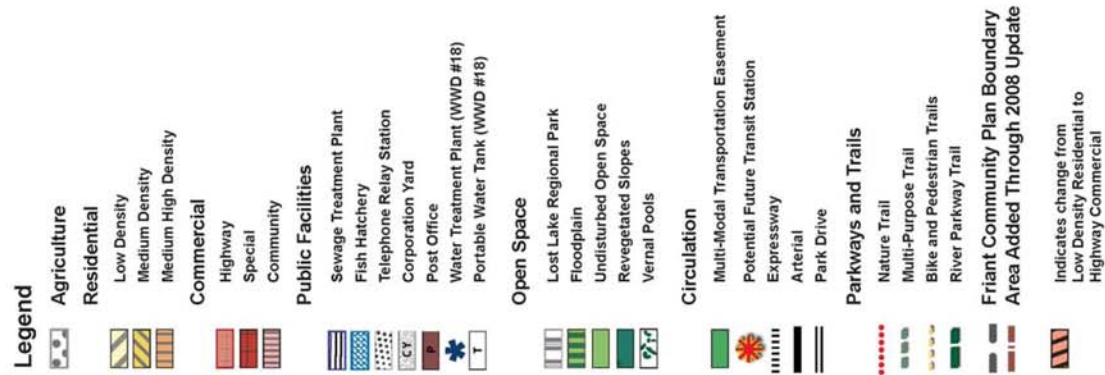 Legend
Agriculture
Residential
Low Density
Medium Density
Medium High Density
Commercial
Highway
Special
Community
Public Facilities
Sewage Treatment Plant
Fish Hatchery
Telephone Relay Station
CY Corporation Yard
P Post Office
Water Treatment Plant (WWD #18)
T Portable Water Tank (WWD #18)
Open Space
Lost Lake Regional Park
Floodplain
Undisturbed Open Space
Revegetated Slopes
Vernal Pools
Circulation
Multi-Modal Transportation Easement
Potential Future Transit Station
Expressway
Arterial
Park Drive
Parkways and Trails
Nature Trail
Multi-Purpose Trail
Bike and Pedestrian Trails
River Parkway Trail
Friant Community Plan Boundary
Area Added Through 2008 Update
Indicates change from
Low Density Residential to
Highway Commercial